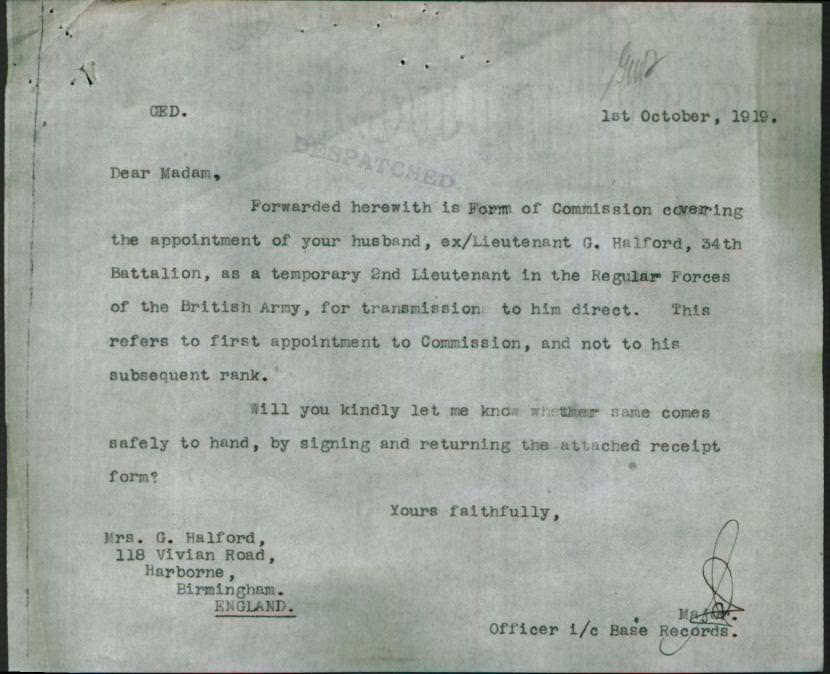 GED.
1st October, 1919.
DESPATCHED.
Dear Madam,
Forwarded herewith is Form of Commission covering
the appointment of your husband, ex/Lieutenant G. Halford, 34th
Battalion, as a temporary 2nd Lieutenant in the Regular Forces
of the British Army, for transmission to him direct. This
refers to first appointment to Commission, and not to his
subsequent rank.
Will you kindly let me know whether same comes
safely to hand, by signing and returning the attached receipt
form?
Yours faithfully,
Mrs. G. Halford,
118 Vivian Road,
Harborne,
Birmingham.
ENGLAND.
Major.
Officer i/c Base Records.